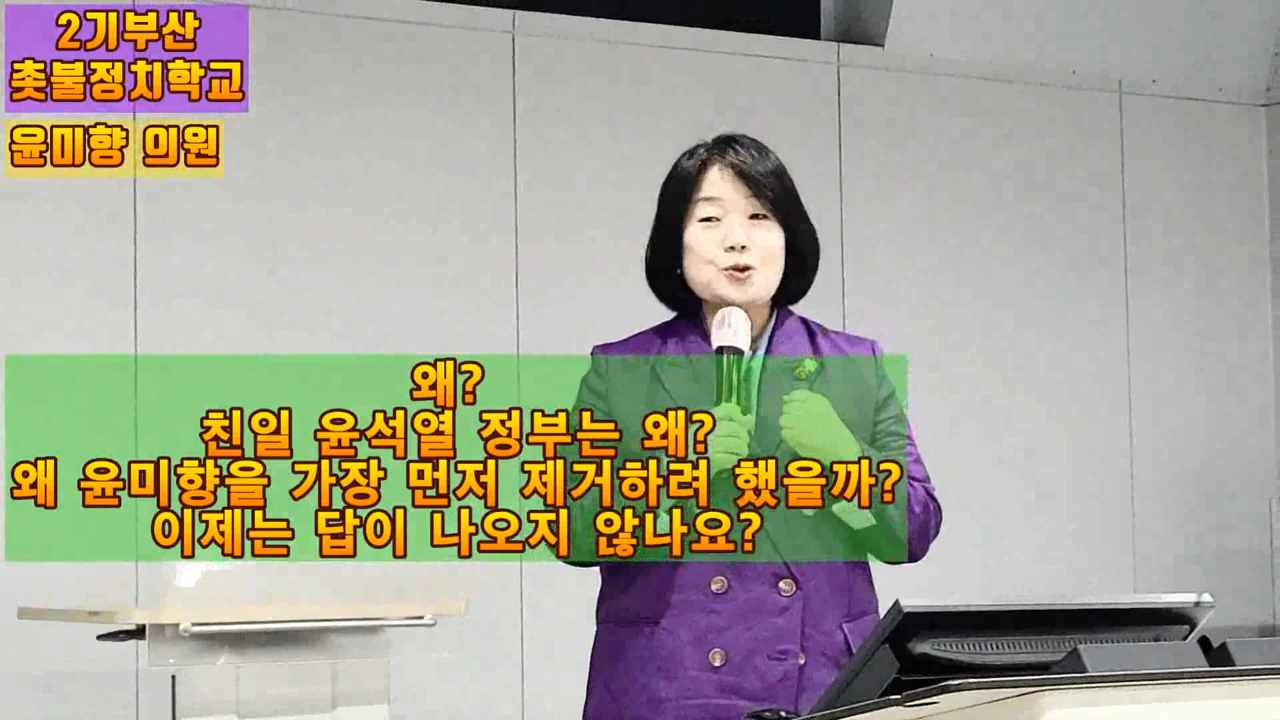 2기부산
촛불정치학교
윤미향 의원
왜?
친일 윤석열 정부는 왜?
왜 윤미향을 가장 먼저 제거하려 했을까?
이제는 답이 나오지 않나요?